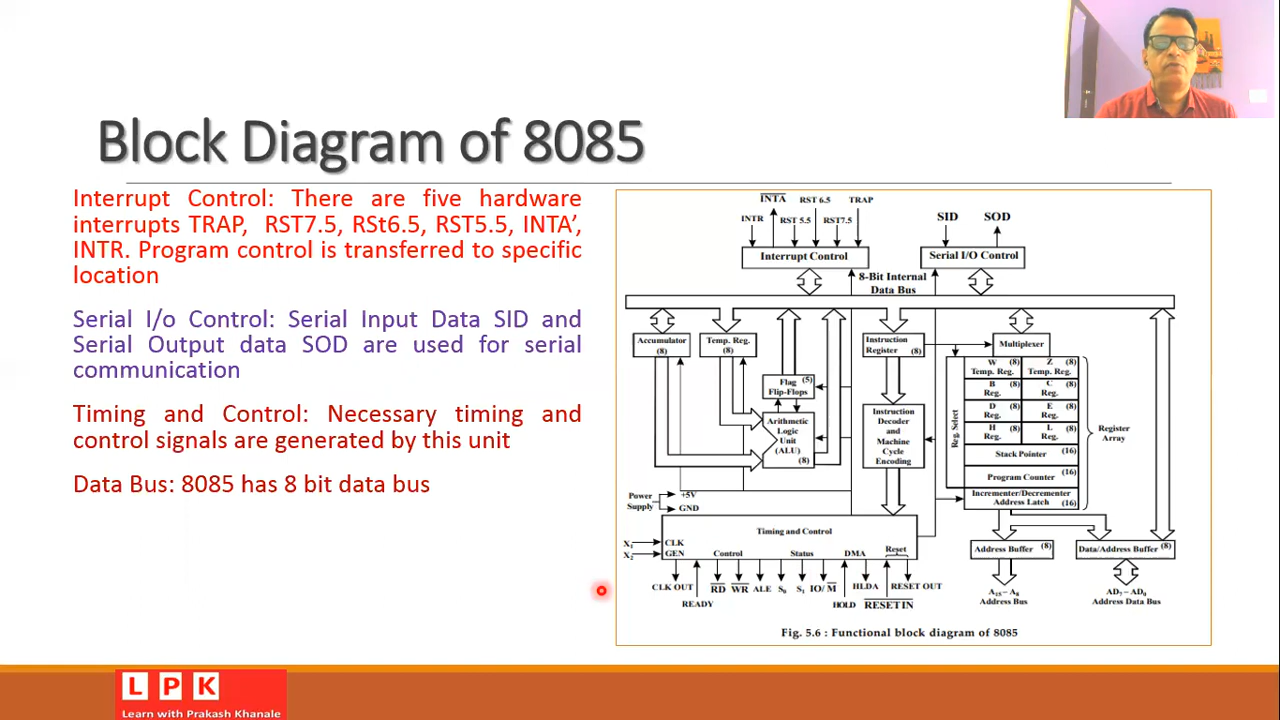 Block Diagram of 8085
Interrupt Control: There are five hardware
interrupts TRAP, RST7.5, RSt6.5, RST5.5, INTA’,
INTR. Program control is transferred to specific
location
Serial I/o Control: Serial Input Data SID and
Serial Output data SOD are used for serial
communication
Timing and Control: Necessary timing and
control signals are generated by this unit
Data Bus: 8085 has 8 bit data bus
INTA RST 6.5 TRAP
INTR RST 5.5 RST7.5
SID SOD
Interrupt Control
Serial I/O Control
8-Bit Internal
Data Bus
Accumulator
(8)
Temp. Reg.
(8)
Instruction
Register (8)
Multiplexer
Flag (5)
Flip-Flops
Arithmetic
Logic
Unit
(ALU)
(8)
Instruction
Decoder
and
Machine
Cycle
Encoding
Reg. Select
W (8)
Temp. Reg.
Z (8)
Temp. Reg.
B (8)
Reg.
C (8)
Reg.
D (8)
Reg.
E (8)
Reg.
H (8)
Reg.
L (8)
Reg.
Stack Pointer (16)
Program Counter (16)
Incrementer/Decrementer
Address Latch (16)
Register
Array
Power
Supply
+5V
GND
Timing and Control
X1
X2
CLK
GEN
Control Status DMA Reset
CLK OUT RD WR ALE S0 S1 IO/M HLDA RESET OUT
READY HOLD RESET IN
Address Buffer (8)
Data/Address Buffer (8)
A15 – A8
Address Bus
AD7 – AD0
Address Data Bus
Fig. 5.6 : Functional block diagram of 8085
L P K
Learn with Prakash Khanale